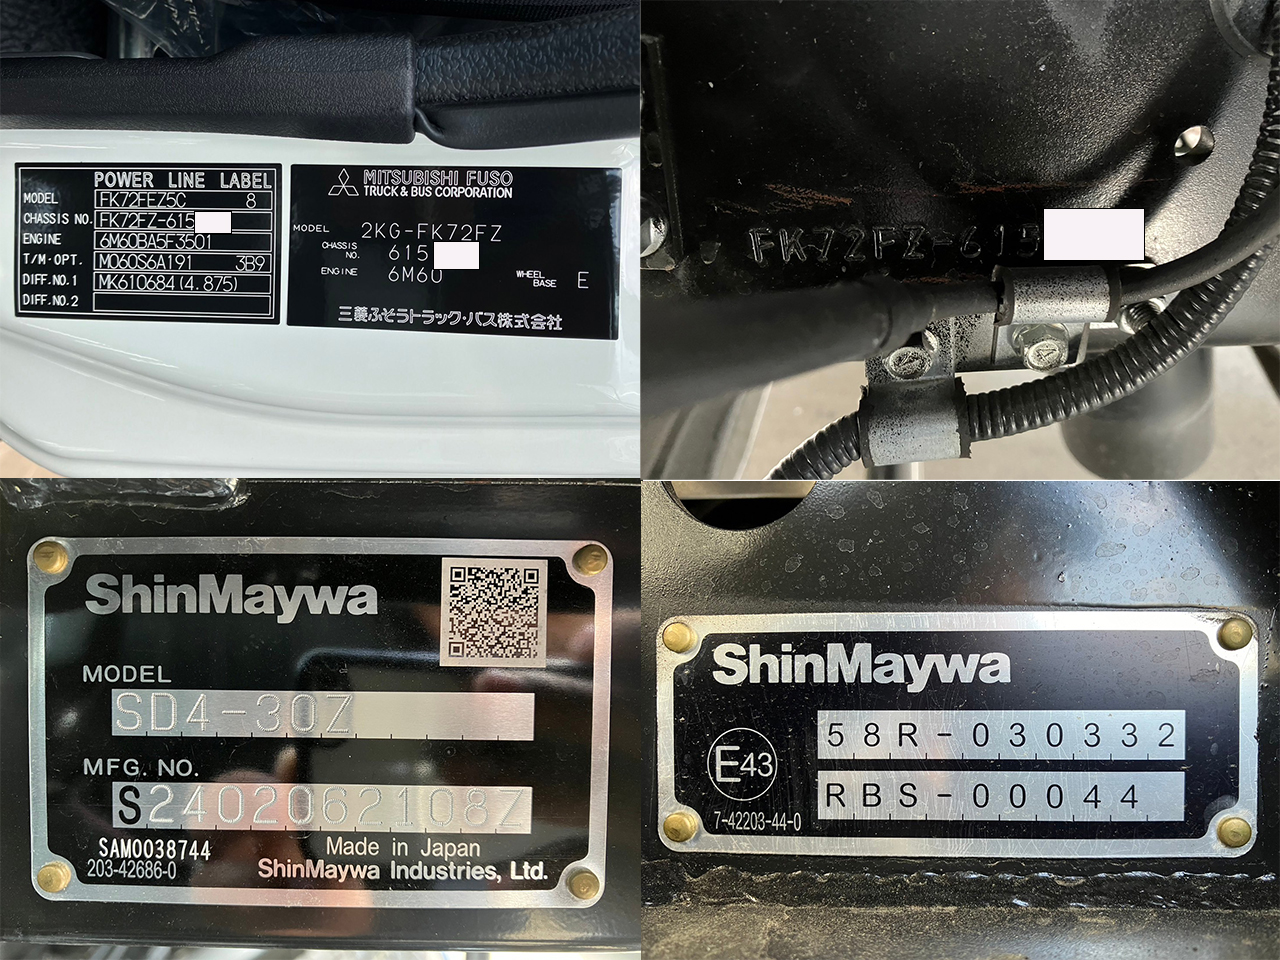 POWER LINE LABEL
MODEL FK72FEZ5C 8
CHASSIS NO. FK72FZ-615
ENGINE 6M60BA5F3501
T/M·OPT. M060S6A191 3B9
DIFF.NO.1 MK610684(4.875)
DIFF.NO.2
MITSUBISHI FUSO
TRUCK & BUS CORPORATION
MODEL 2KG-FK72FZ
CHASSIS NO. 615
ENGINE 6M60
WHEEL BASE E
三菱ふそうトラック・バス株式会社
FK72FZ-615
ShinMaywa
MODEL
SD4-30Z
MFG. NO.
S2402062108Z
SAM0038744
Made in Japan
203-42686-0
ShinMaywa Industries, Ltd.
ShinMaywa
58R-030332
E43
RBS-00044
7-42203-44-0